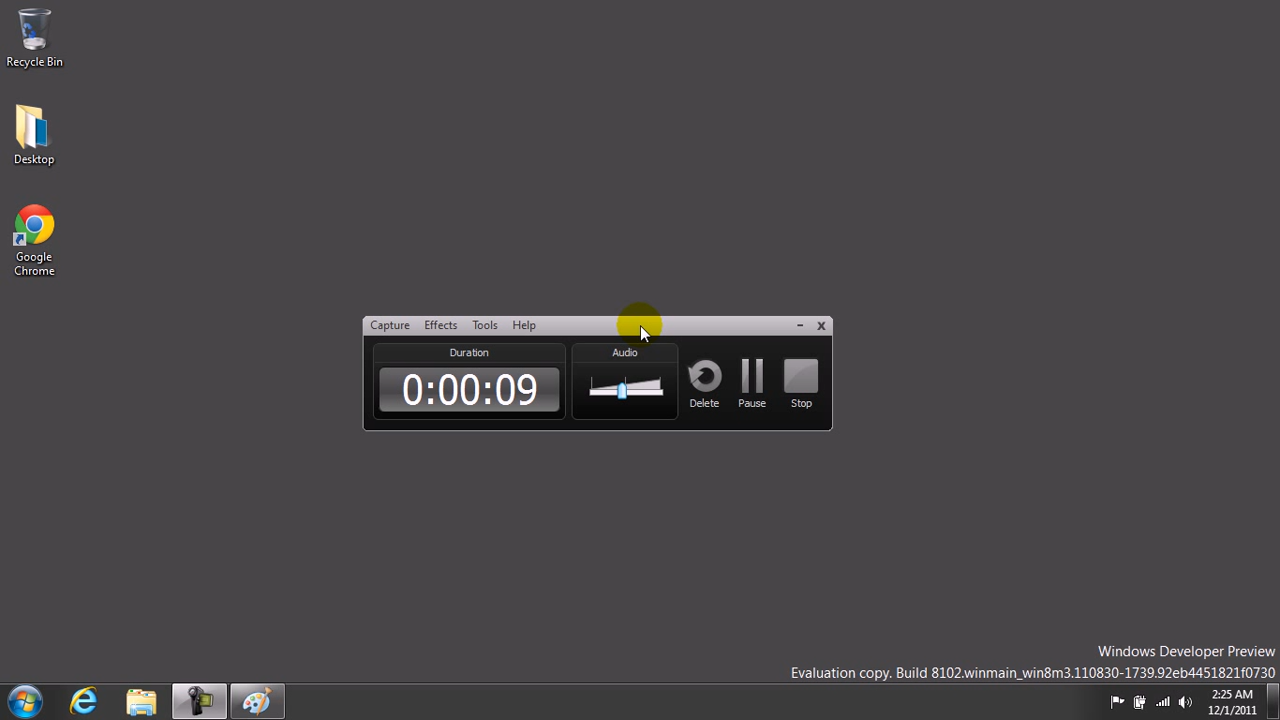 Recycle Bin
Desktop
Google
Chrome
Capture Effects Tools Help
Duration
Audio
0:00:09
Delete
Pause
Stop
Windows Developer Preview
Evaluation copy. Build 8102.winmain_win8m3.110830-1739.92eb4451821f0730
2:25 AM
12/1/2011